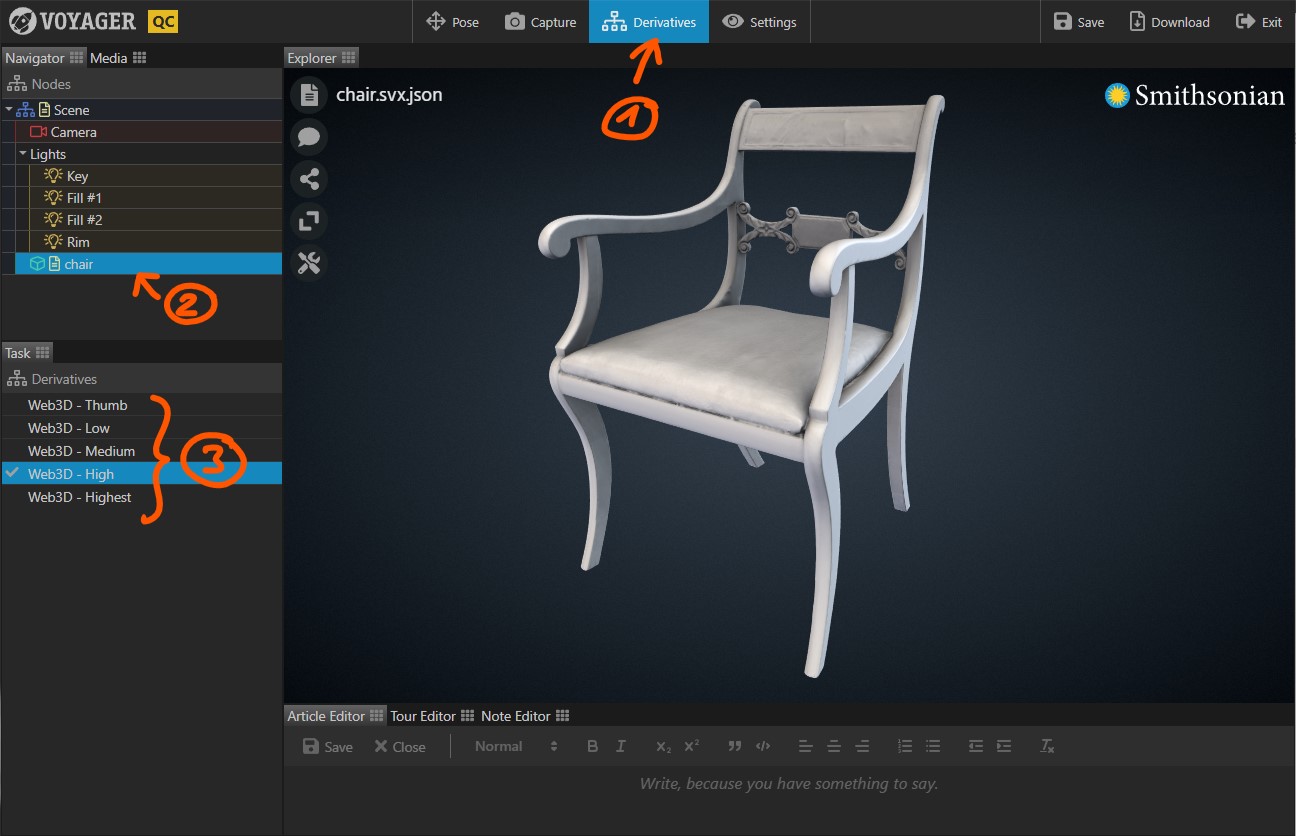 VOYAGER QC
Pose
Capture
Derivatives
Settings
Save
Download
Exit
Navigator
Media
Explorer
Nodes
Scene
Camera
Lights
Key
Fill #1
Fill #2
Rim
chair
chair.svx.json
Smithsonian
1
2
Task
Derivatives
Web3D - Thumb
Web3D - Low
Web3D - Medium
Web3D - High
Web3D - Highest
3
Article Editor
Tour Editor
Note Editor
Save
Close
Normal
B
I
X₂
X²
Write, because you have something to say.